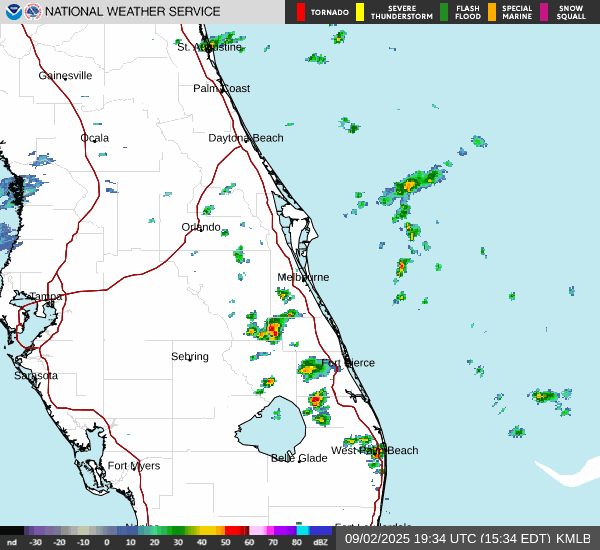 NATIONAL WEATHER SERVICE
TORNADO
SEVERE THUNDERSTORM
FLASH FLOOD
SPECIAL MARINE
SNOW SQUALL
St. Augustine
Gainesville
Palm Coast
Ocala
Daytona Beach
Orlando
Melbourne
Tampa
Sebring
Fort Pierce
Sarasota
West Palm Beach
Belle Glade
Fort Myers
nd -30 -20 -10 0 10 20 30 40 50 60 70 80 dBZ
09/02/2025 19:34 UTC (15:34 EDT) KMLB